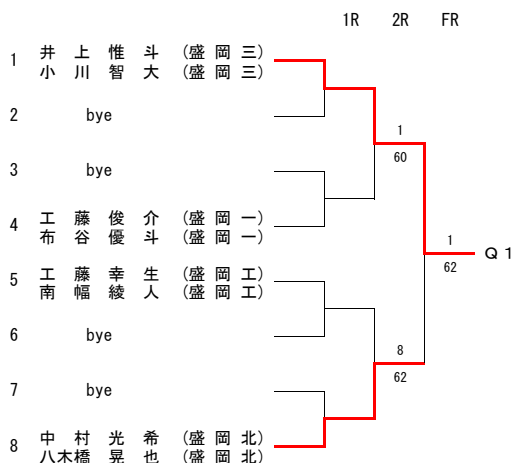 1R 2R FR
1 井 上 惟 斗 (盛 岡 三)
小 川 智 大 (盛 岡 三)
2 bye
1
60
3 bye
4 工 藤 俊 介 (盛 岡 一)
布 谷 優 斗 (盛 岡 一)
1
62
Q 1
5 工 藤 幸 生 (盛 岡 工)
南 幅 綾 人 (盛 岡 工)
6 bye
8
62
7 bye
8 中 村 光 希 (盛 岡 北)
八木橋 晃 也 (盛 岡 北)